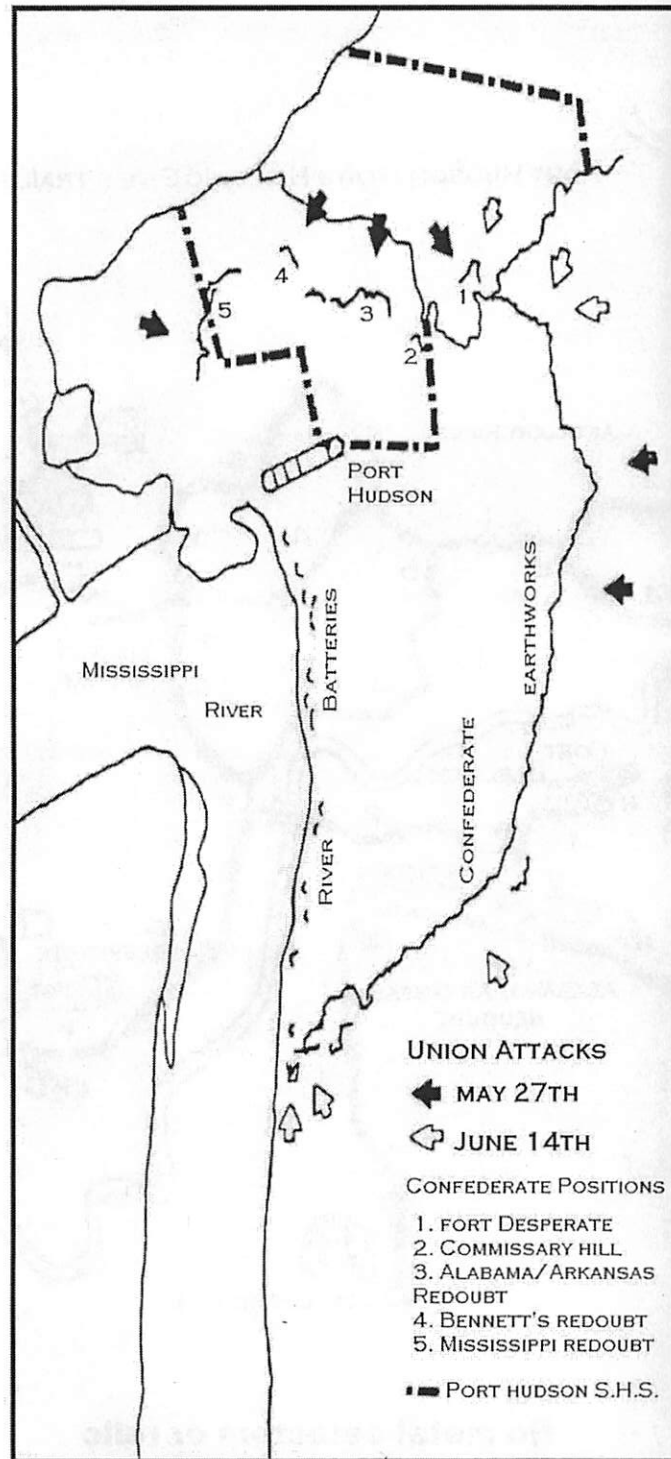 4
5
3
1
2
PORT
HUDSON
MISSISSIPPI
RIVER
BATTERIES
RIVER
CONFEDERATE
EARTHWORKS
UNION ATTACKS
MAY 27TH
JUNE 14TH
CONFEDERATE POSITIONS
1. FORT DESPERATE
2. COMMISSARY HILL
3. ALABAMA/ARKANSAS
REDOUBT
4. BENNETT'S REDOUBT
5. MISSISSIPPI REDOUBT
PORT HUDSON S.H.S.